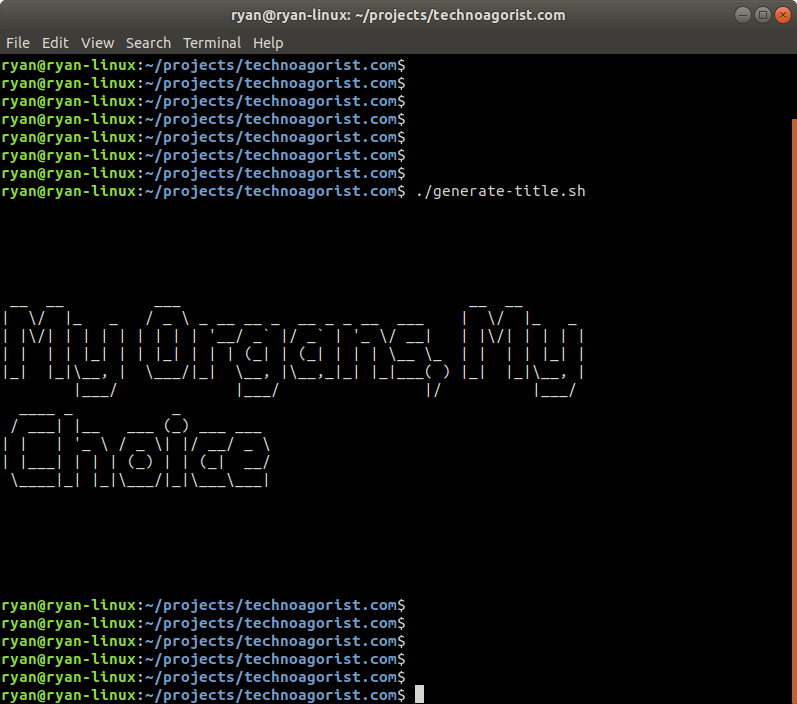 ryan@ryan-linux: ~/projects/technoagorist.com
File Edit View Search Terminal Help
ryan@ryan-linux:~/projects/technoagorist.com$
ryan@ryan-linux:~/projects/technoagorist.com$
ryan@ryan-linux:~/projects/technoagorist.com$
ryan@ryan-linux:~/projects/technoagorist.com$
ryan@ryan-linux:~/projects/technoagorist.com$
ryan@ryan-linux:~/projects/technoagorist.com$
ryan@ryan-linux:~/projects/technoagorist.com$
ryan@ryan-linux:~/projects/technoagorist.com$ ./generate-title.sh
My Organs, My
Choice
ryan@ryan-linux:~/projects/technoagorist.com$
ryan@ryan-linux:~/projects/technoagorist.com$
ryan@ryan-linux:~/projects/technoagorist.com$
ryan@ryan-linux:~/projects/technoagorist.com$
ryan@ryan-linux:~/projects/technoagorist.com$
ryan@ryan-linux:~/projects/technoagorist.com$